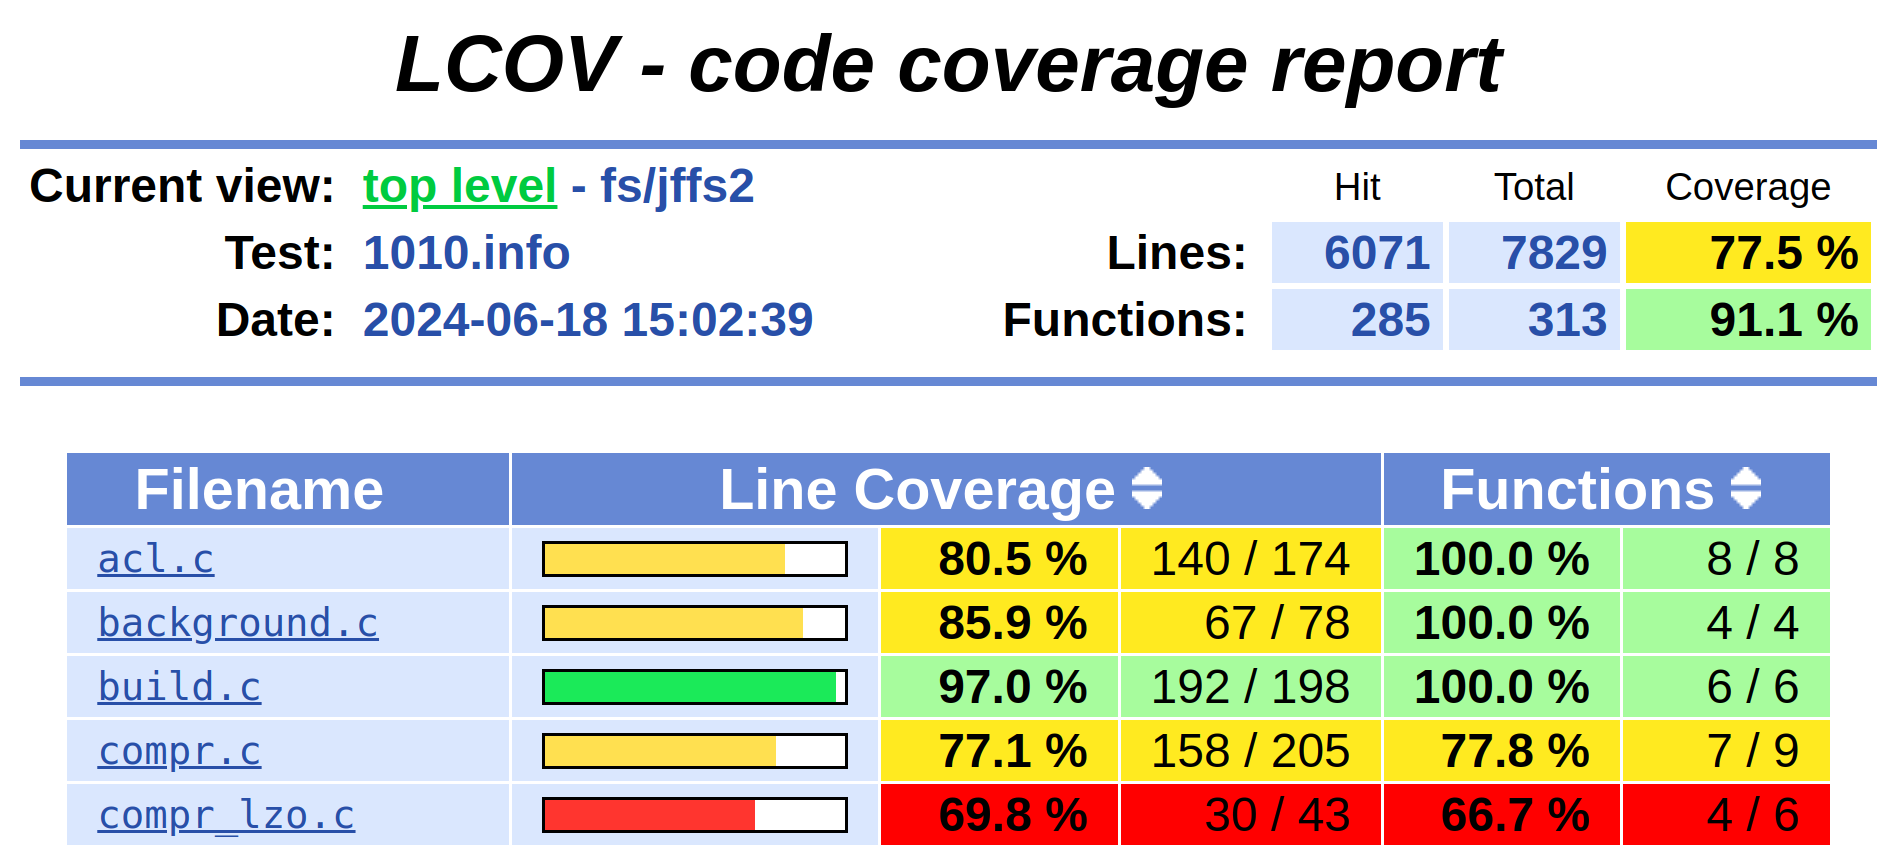 LCOV - code coverage report
Current view: top level - fs/jffs2 Hit Total Coverage
Test: 1010.info Lines: 6071 7829 77.5 %
Date: 2024-06-18 15:02:39 Functions: 285 313 91.1 %
Filename Line Coverage Functions
acl.c 80.5 % 140 / 174 100.0 % 8 / 8
background.c 85.9 % 67 / 78 100.0 % 4 / 4
build.c 97.0 % 192 / 198 100.0 % 6 / 6
compr.c 77.1 % 158 / 205 77.8 % 7 / 9
compr_lzo.c 69.8 % 30 / 43 66.7 % 4 / 6